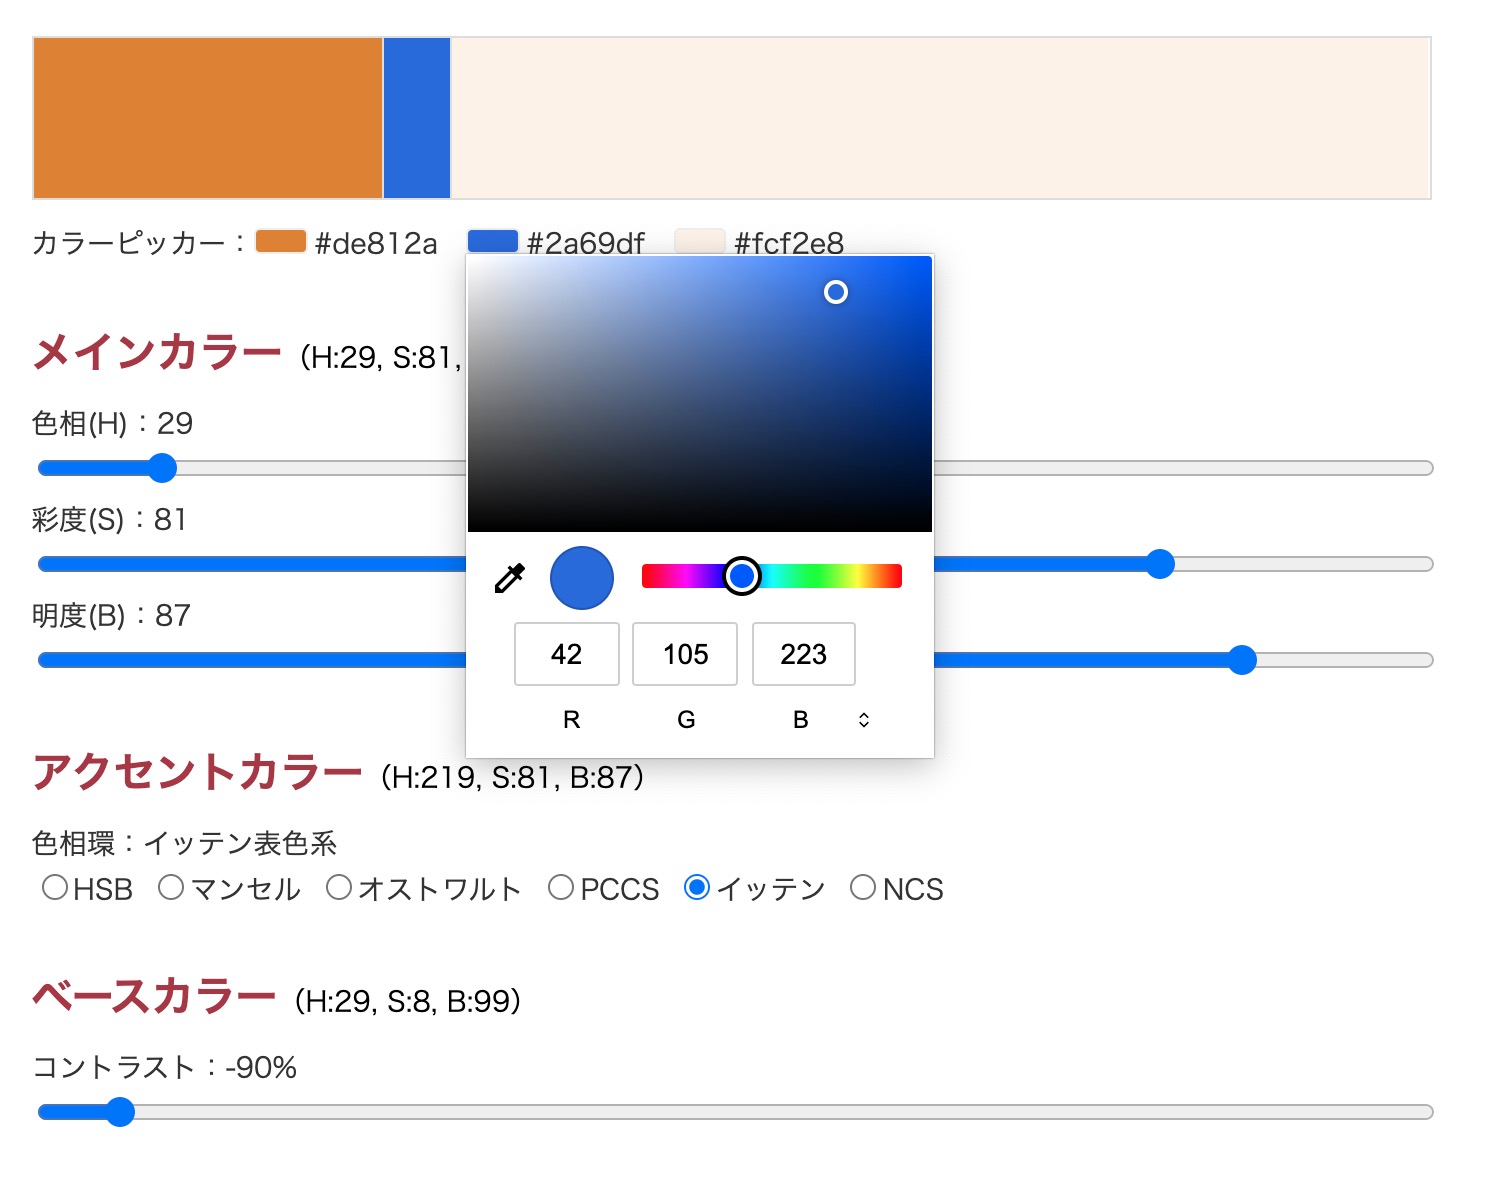 カラーピッカー：#de812a #2a69df #fcf2e8
メインカラー（H:29, S:81,
色相(H)：29
彩度(S)：81
明度(B)：87
42 105 223
R G B
アクセントカラー（H:219, S:81, B:87）
色相環：イッテン表色系
HSB マンセル オストワルト PCCS イッテン NCS
ベースカラー（H:29, S:8, B:99）
コントラスト：-90%